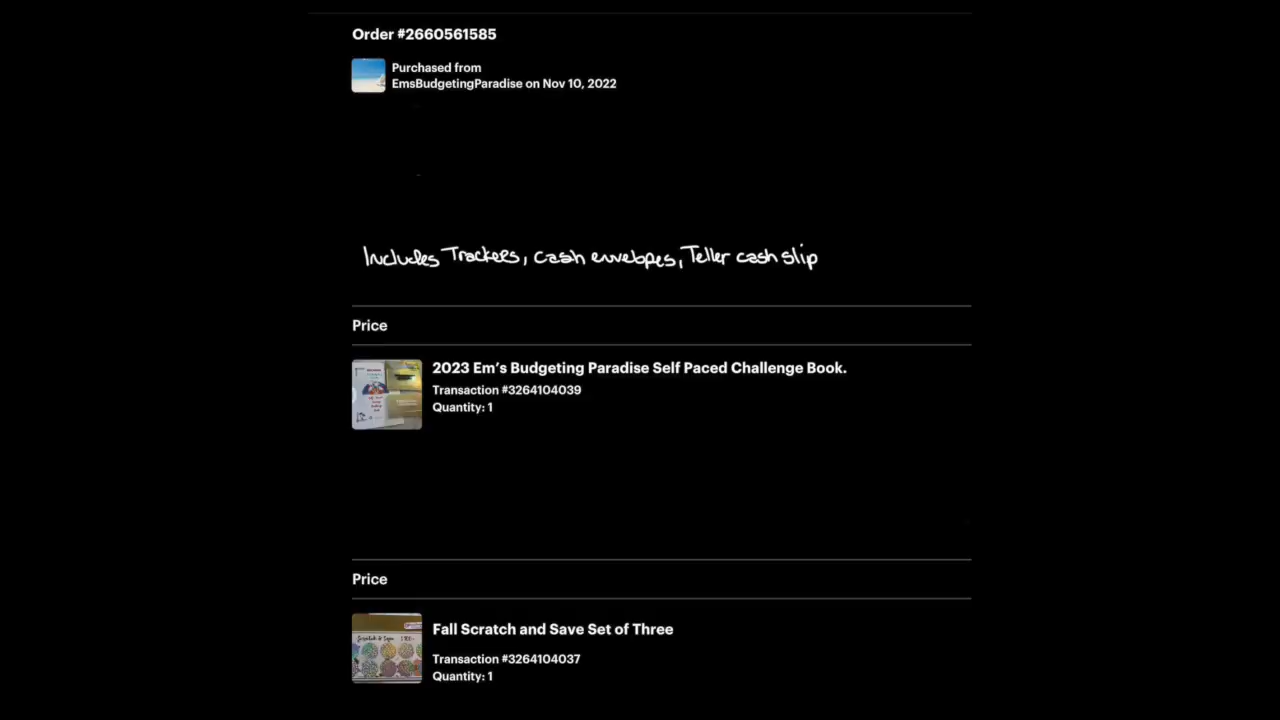 Order #2660561585
Purchased from
EmsBudgetingParadise on Nov 10, 2022
Includes Trackers, cash envelopes, Teller cash slip
Price
2023 Em's Budgeting Paradise Self Paced Challenge Book.
Transaction #3264104039
Quantity: 1
Price
Scratch & Save
Fall Scratch and Save Set of Three
Transaction #3264104037
Quantity: 1